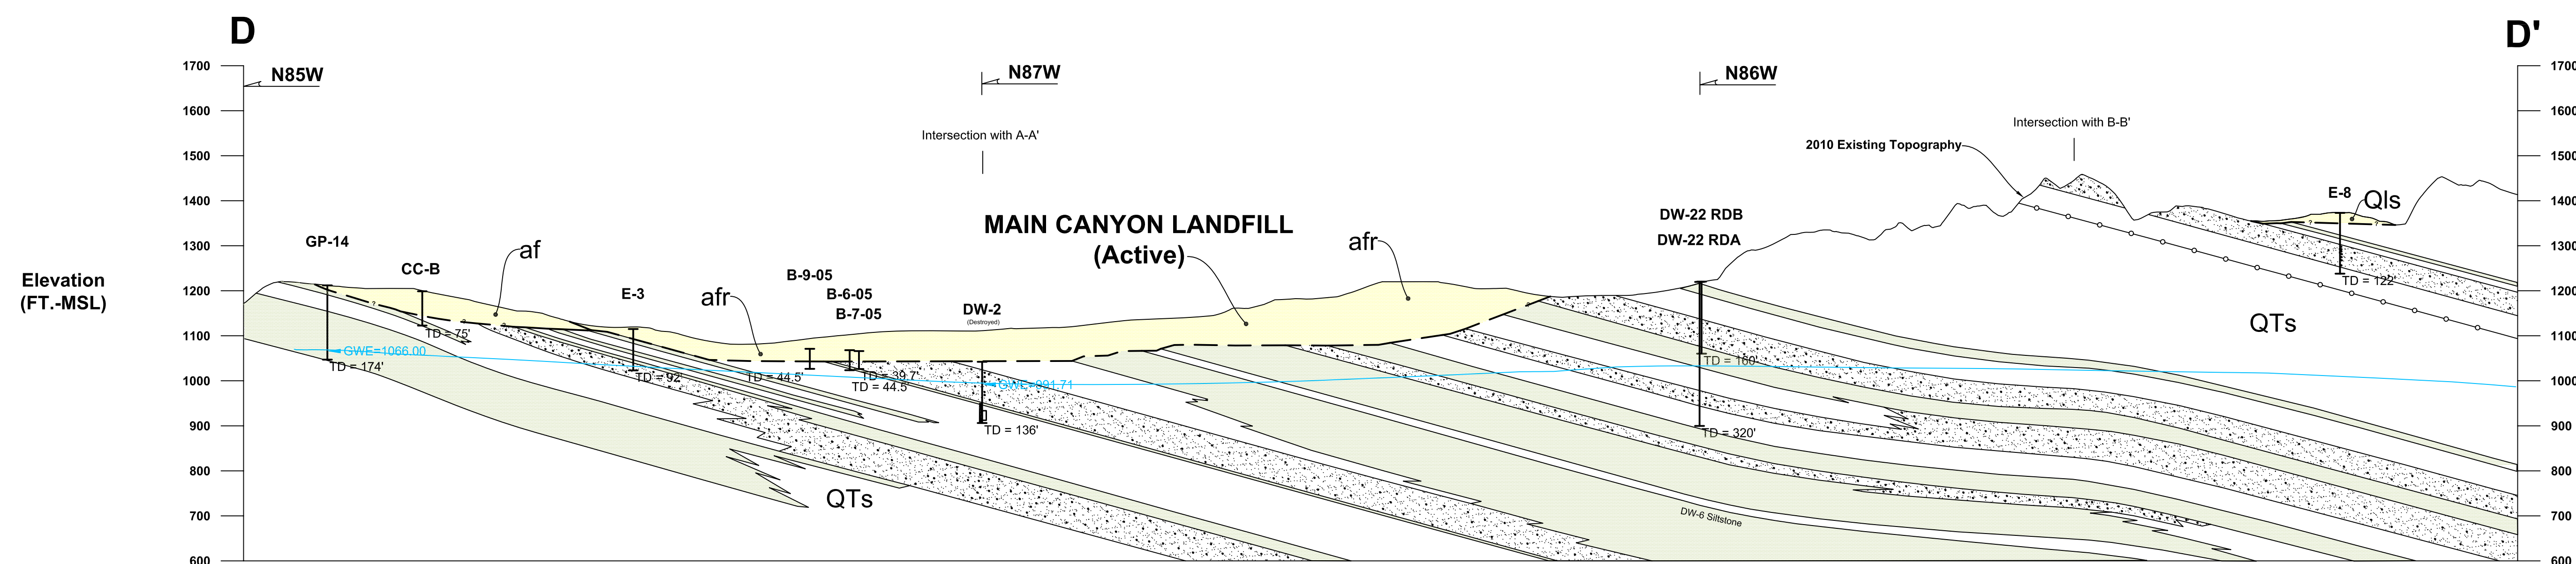 D
D'
N85W
N87W
N86W
1700
1600
1500
1400
1300
1200
1100
1000
900
800
700
600
Elevation
(FT.-MSL)
GP-14
CC-B
af
E-3
afr
B-9-05
B-6-05
B-7-05
Intersection with A-A'
DW-2
(Destroyed)
MAIN CANYON LANDFILL
(Active)
afr
DW-22 RDB
DW-22 RDA
2010 Existing Topography
Intersection with B-B'
E-8
Qls
QTs
TD = 122'
TD = 75'
GWE=1066.00
TD = 174'
TD = 92'
TD = 44.5'
TD = 39.7'
TD = 44.5'
GWE=991.71
TD = 136'
TD = 160'
TD = 320'
QTs
DW-6 Siltstone
?
?
?
?
?
1700
1600
1500
1400
1300
1200
1100
1000
900
800
700
600